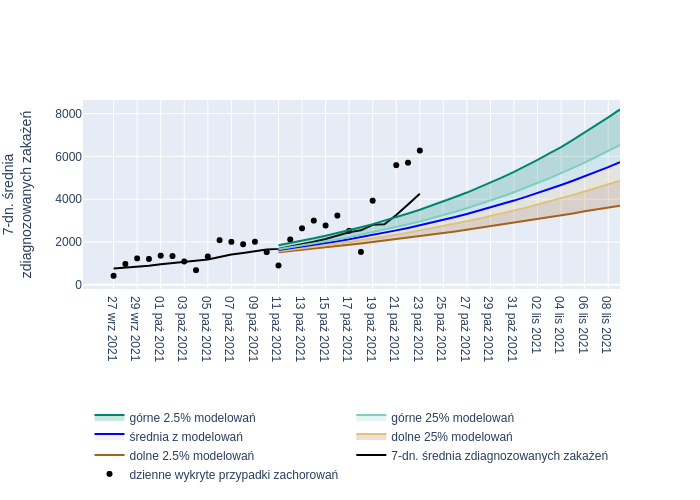 7-dn. średnia
zdiagnozowanych zakażeń
8000
6000
4000
2000
0
27 wrz 2021
29 wrz 2021
01 paź 2021
03 paź 2021
05 paź 2021
07 paź 2021
09 paź 2021
11 paź 2021
13 paź 2021
15 paź 2021
17 paź 2021
19 paź 2021
21 paź 2021
23 paź 2021
25 paź 2021
27 paź 2021
29 paź 2021
31 paź 2021
02 lis 2021
04 lis 2021
06 lis 2021
08 lis 2021
górne 2.5% modelowań
górne 25% modelowań
średnia z modelowań
dolne 25% modelowań
dolne 2.5% modelowań
7-dn. średnia zdiagnozowanych zakażeń
dzienne wykryte przypadki zachorowań